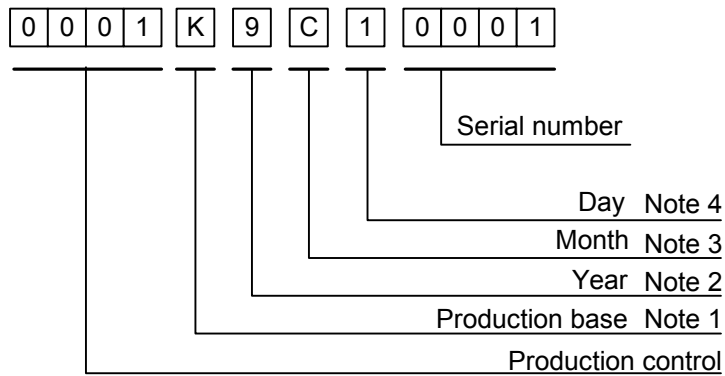 0 0 0 1 K 9 C 1 0 0 0 1
Serial number
Day Note 4
Month Note 3
Year Note 2
Production base Note 1
Production control